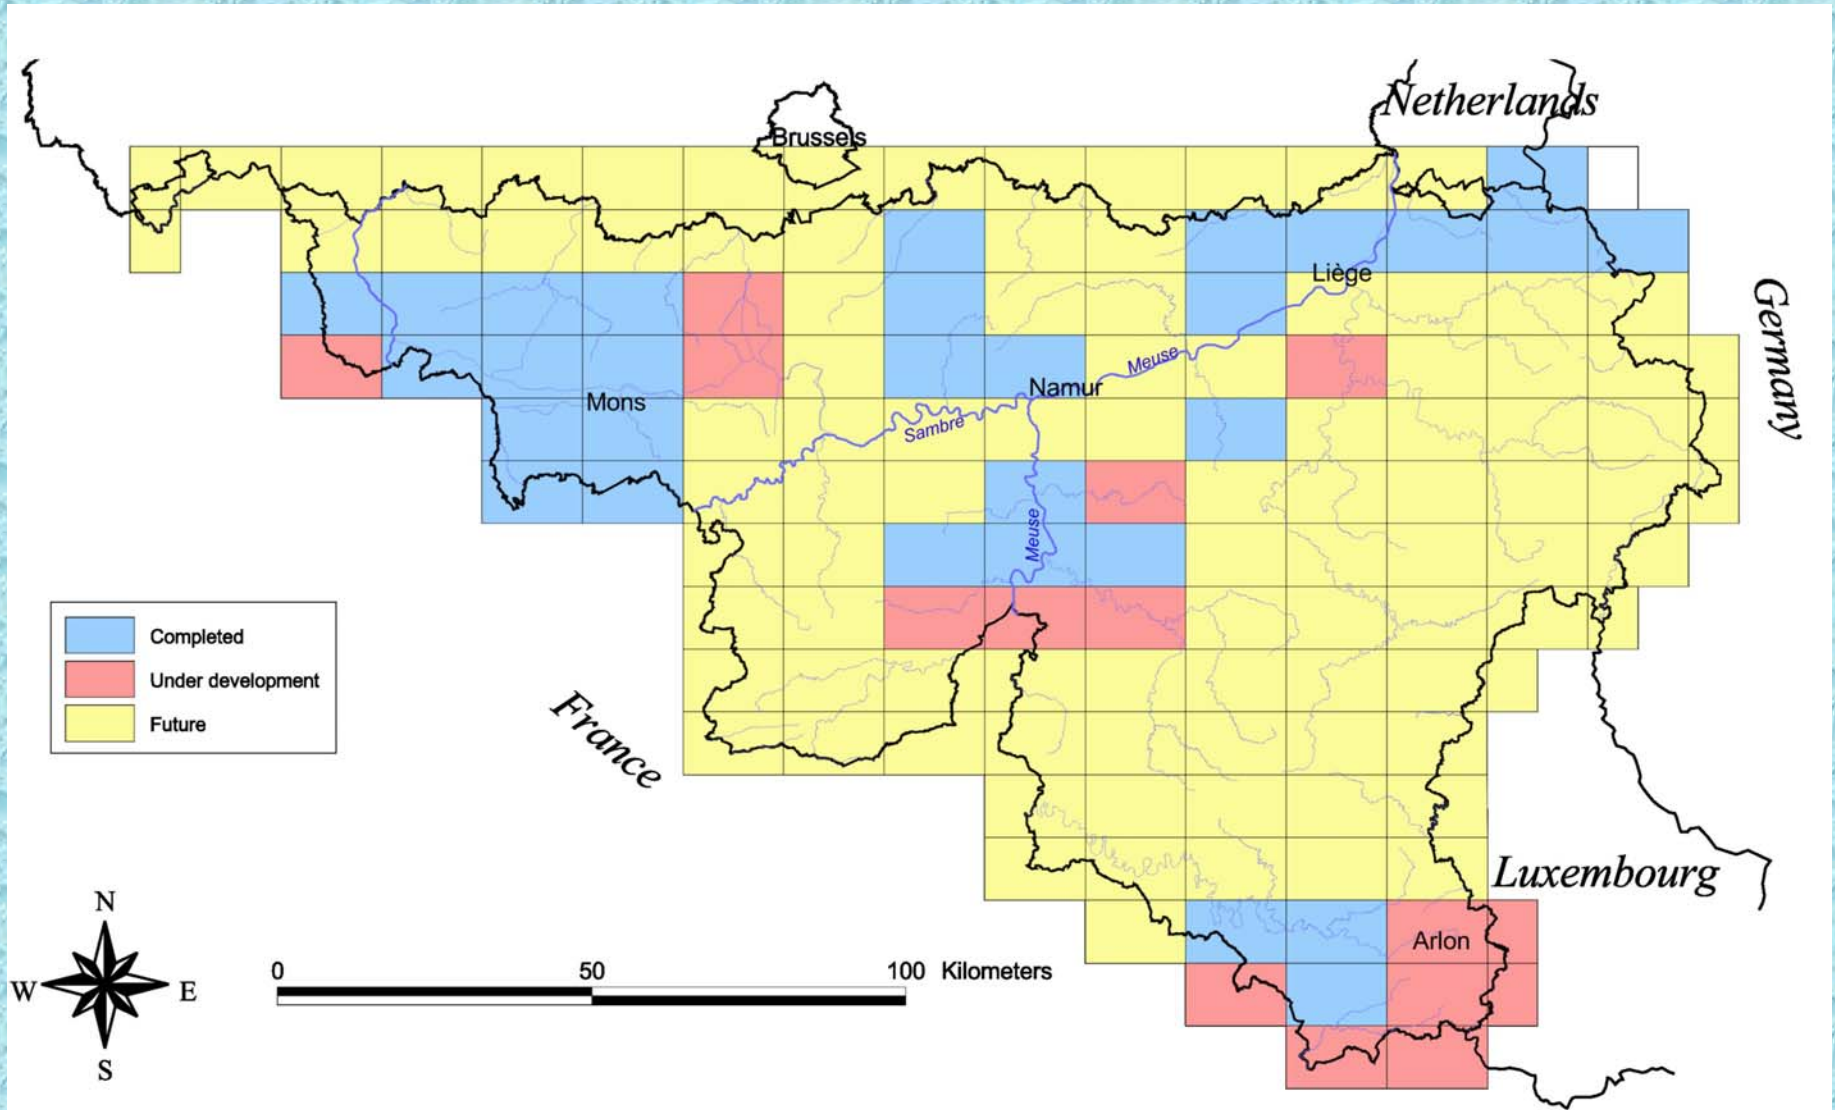 Netherlands
Brussels
Liège
Germany
Meuse
Namur
Mons
Sambre
Meuse
Completed
Under development
Future
France
Luxembourg
Arlon
N
W E
S
0 50 100 Kilometers